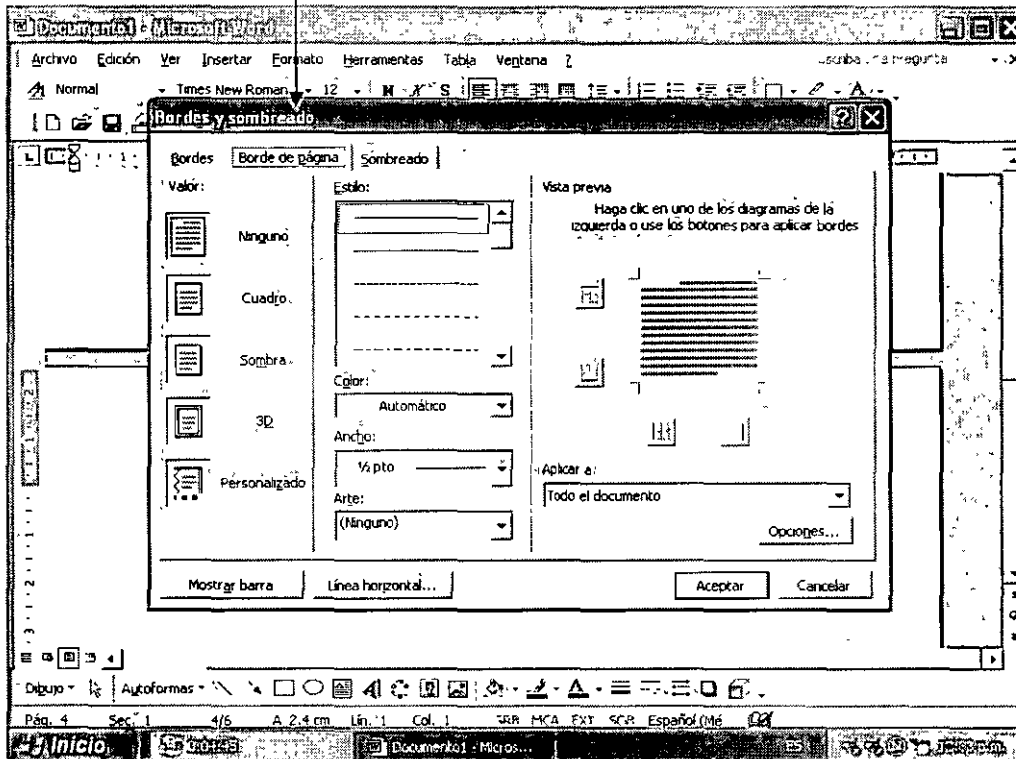 Documento1 - Microsoft Word
Archivo Edición Ver Insertar Formato Herramientas Tabla Ventana ?
Normal Times New Roman 12 N K S
Bordes y sombreado
Bordes Borde de página Sombreado
Valor: Estilo: Vista previa
Haga clic en uno de los diagramas de la
izquierda o use los botones para aplicar bordes
Ninguno
Cuadro
Sombra
Color:
Automático
3D
Ancho:
½ pto
Personalizado
Aplicar a:
Arte:
Todo el documento
(Ninguno)
Opciones...
Mostrar barra Línea horizontal... Aceptar Cancelar
Dibujo Autoformas
Pág. 4 Sec. 1 4/6 A 2.4 cm Lín. 1 Col. 1 GRB MCA EXT SCR Español (Mé
Inicio Documento1 - Micros... ES